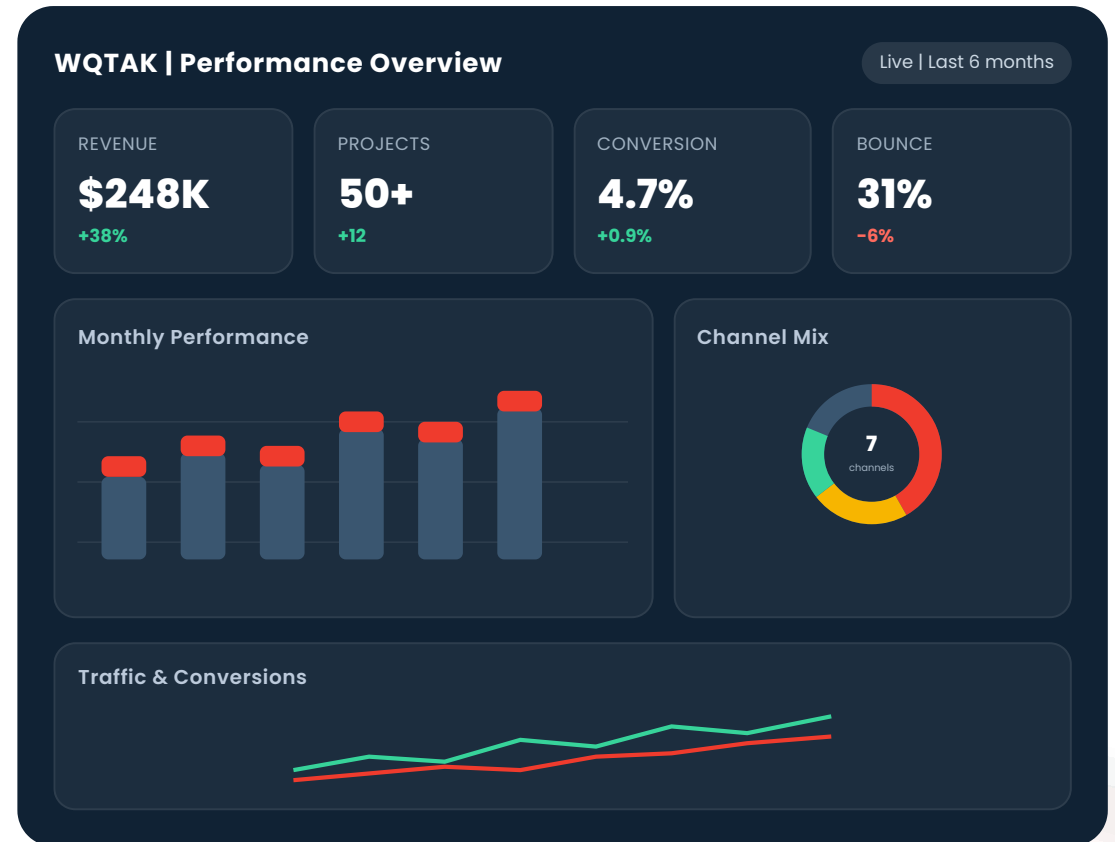 WQTAK | Performance Overview
Live | Last 6 months
REVENUE
$248K
+38%
PROJECTS
50+
+12
CONVERSION
4.7%
+0.9%
BOUNCE
31%
-6%
Monthly Performance
Channel Mix
7
channels
Traffic & Conversions